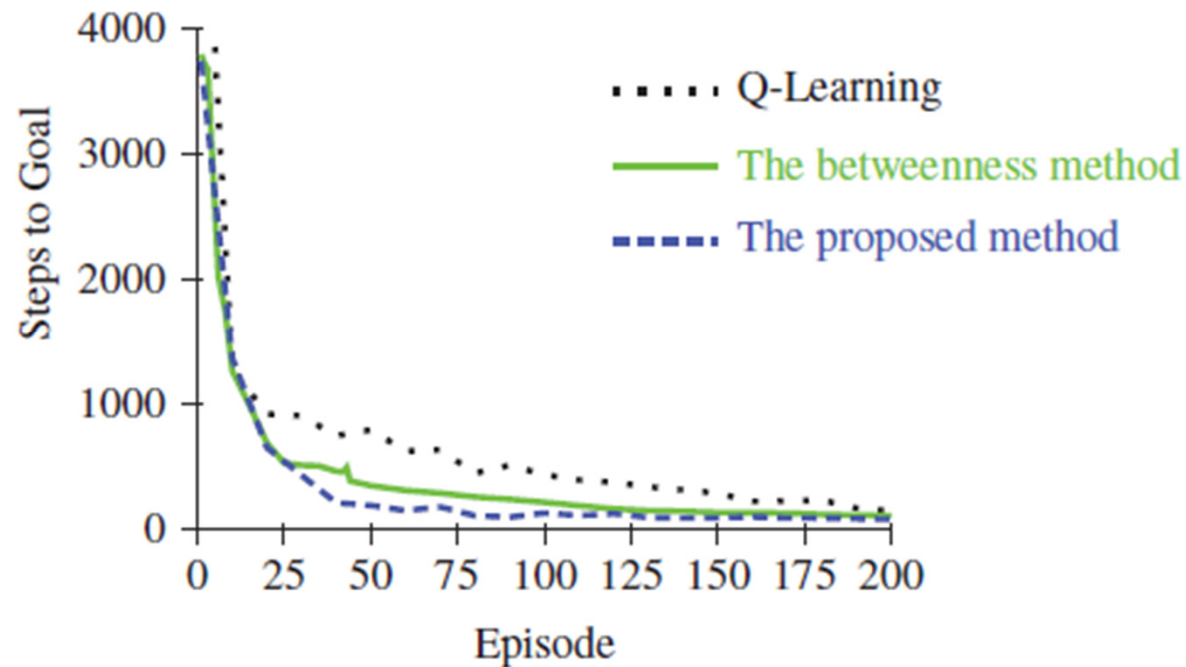 4000
3000
2000
1000
0
Steps to Goal
0 25 50 75 100 125 150 175 200
Episode
Q-Learning
The betweenness method
The proposed method